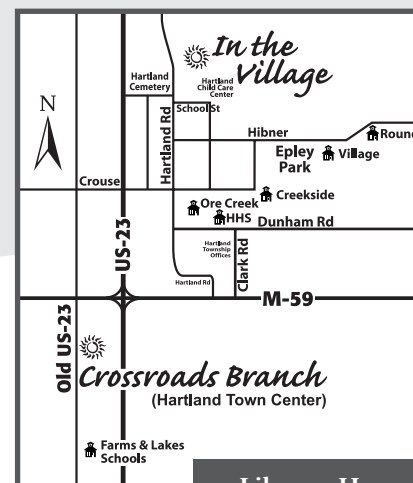 In the
Village
Hartland
Cemetery
Hartland
Child Care
Center
School St
N
Hartland Rd
Hibner
Round
Epley
Park
Village
Crouse
Creekside
Ore Creek
HHS
Dunham Rd
US-23
Hartland
Township
Offices
Clark Rd
Hartland Rd
M-59
Old US-23
Crossroads Branch
(Hartland Town Center)
Farms & Lakes
Schools